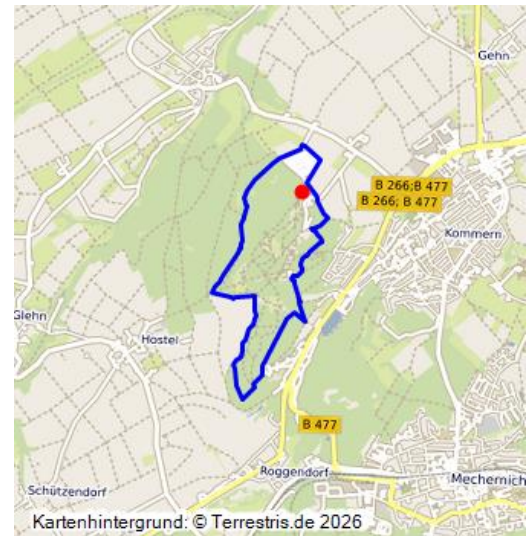 Gehn
B 266;B 477
B 266; B 477
Kommern
Glehn
Hostel
B 477
Roggendorf
Mechernich
Schützendorf
Kartenhintergrund: © Terrestris.de 2026